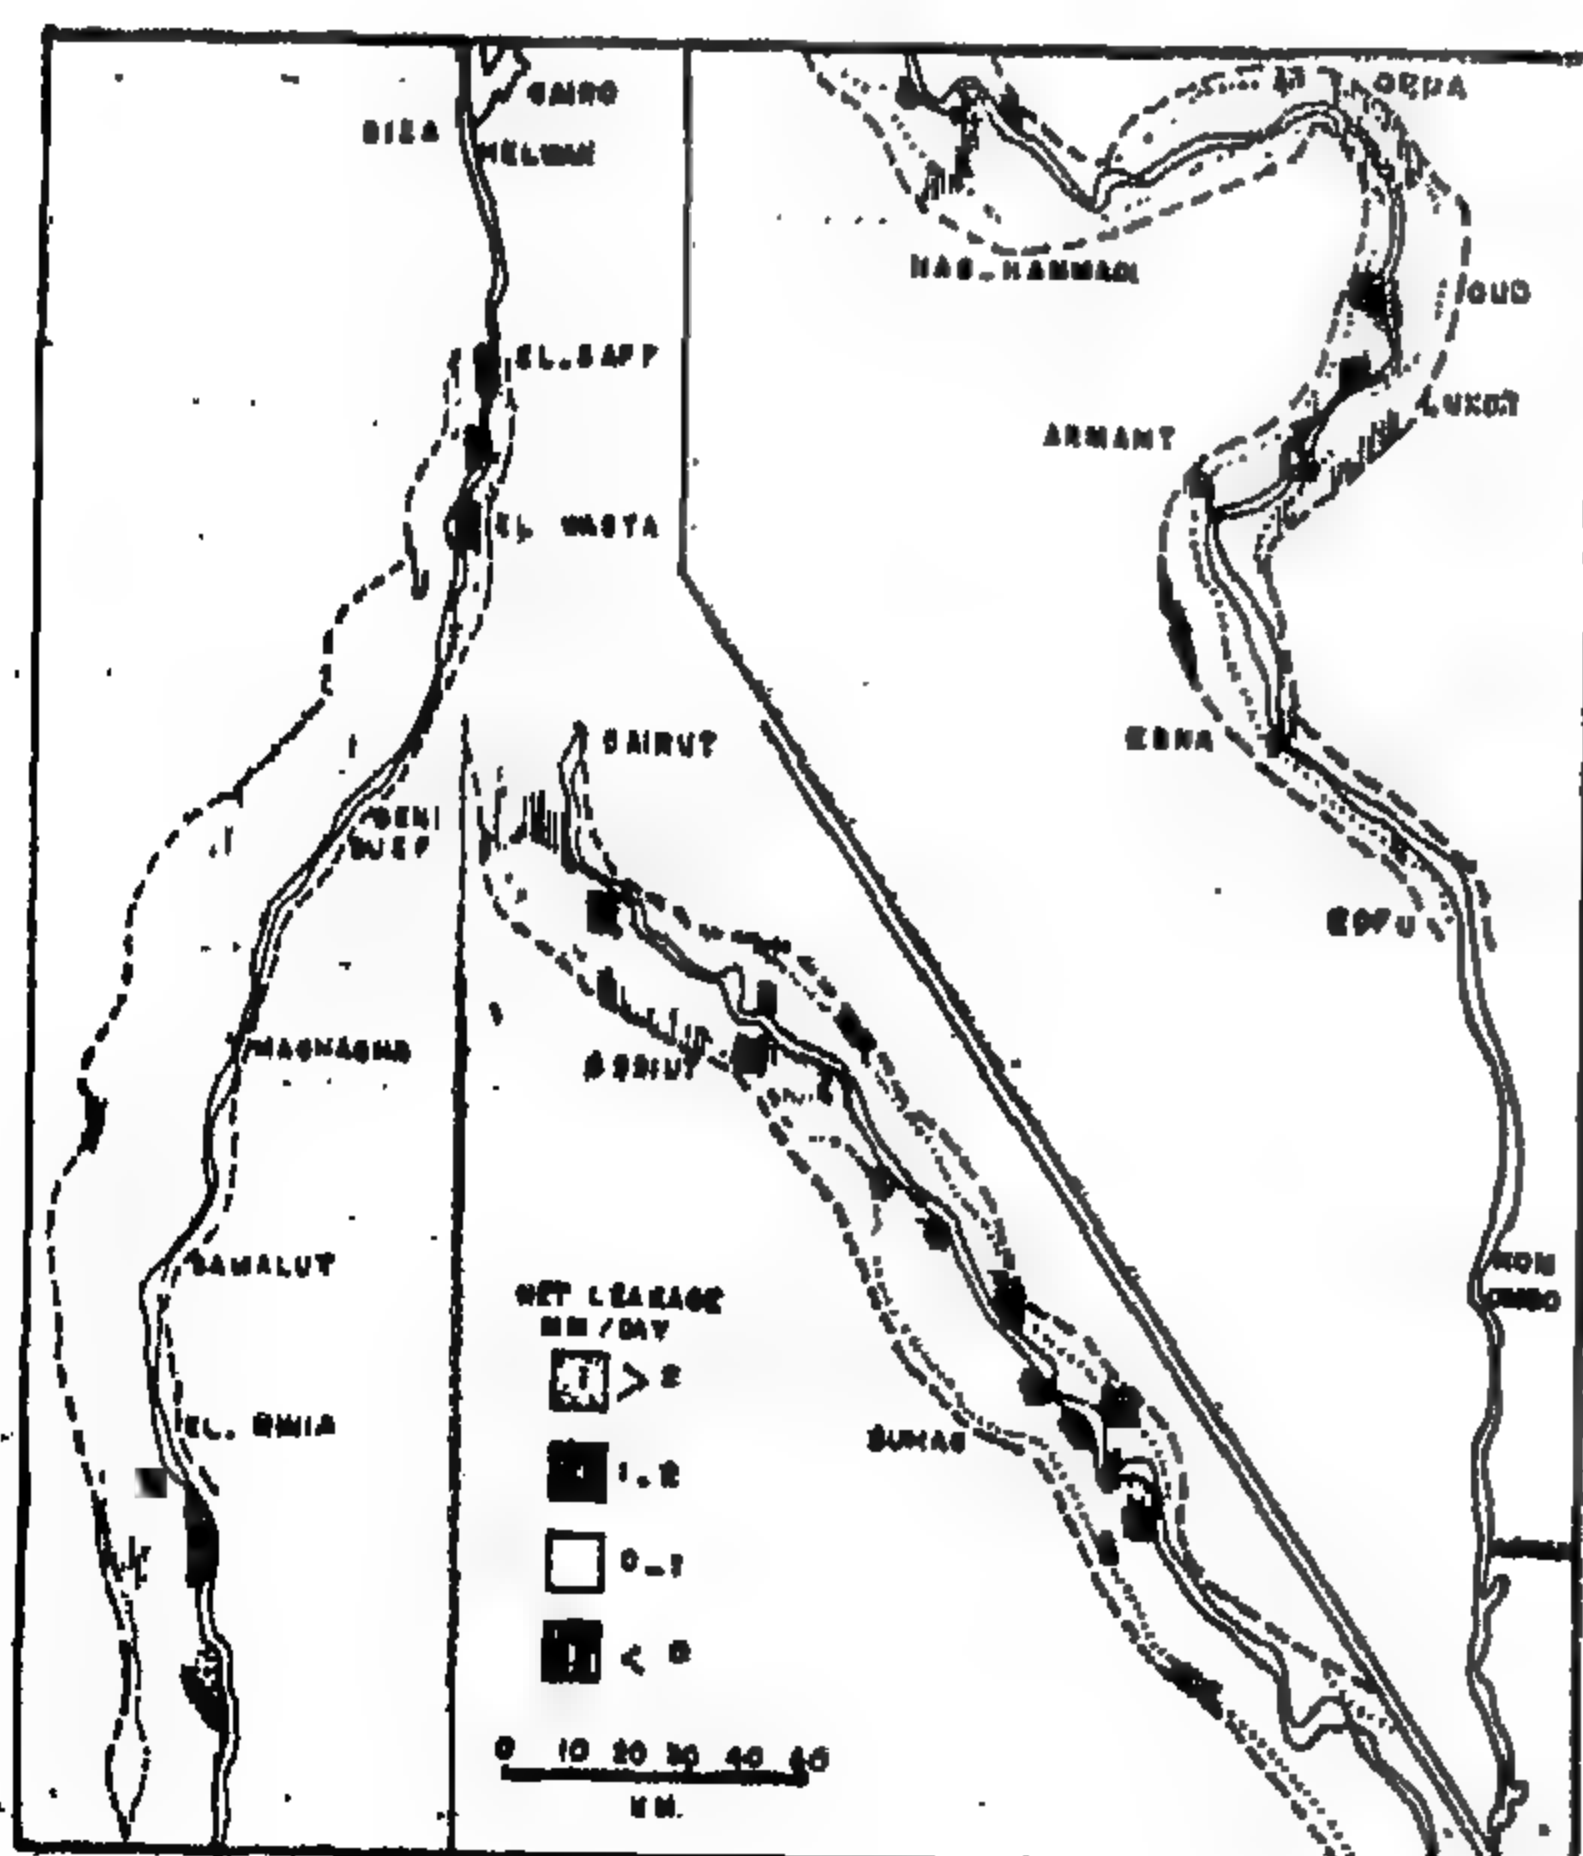 CAIRO
GIZA
HELWAN
EL.SAFF
EL WASTA
BENI
SUEF
MAGHAGHA
SAMALUT
EL. MINIA
DAIRUT
ASSIUT
SUHAG
NAG-HAMMADI
QENA
QUS
LUXOR
ARMANT
ESNA
EDFU
KOM
OMBO
NET LEAKAGE
MM/DAY
> 2
1-2
0-1
< 0
0 10 20 30 40 50
KM.